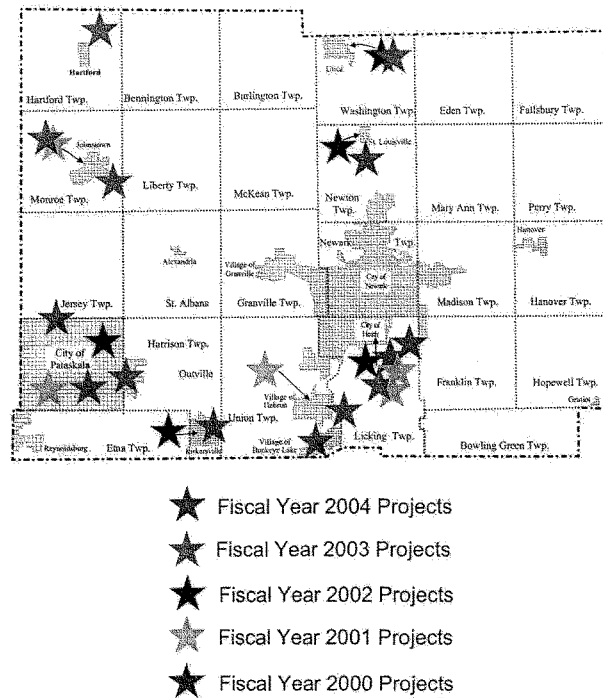 Hartford
Hartford Twp.
Bennington Twp.
Burlington Twp.
Utica
Washington Twp.
Eden Twp.
Fallsbury Twp.
Johnstown
Monroe Twp.
Liberty Twp.
McKean Twp.
St. Louisville
Newton
Twp.
Mary Ann Twp.
Perry Twp.
Alexandria
Village of
Granville
Newark
Twp.
City of
Newark
Hanover
Jersey Twp.
St. Albans
Granville Twp.
Madison Twp.
Hanover Twp.
City of
Pataskala
Harrison Twp.
Outville
City of
Heath
Village of
Hebron
Franklin Twp.
Hopewell Twp.
Gratiot
Reynoldsburg
Etna Twp.
Kirkersville
Union Twp.
Village of
Buckeye Lake
Licking Twp.
Bowling Green Twp.
Fiscal Year 2004 Projects
Fiscal Year 2003 Projects
Fiscal Year 2002 Projects
Fiscal Year 2001 Projects
Fiscal Year 2000 Projects